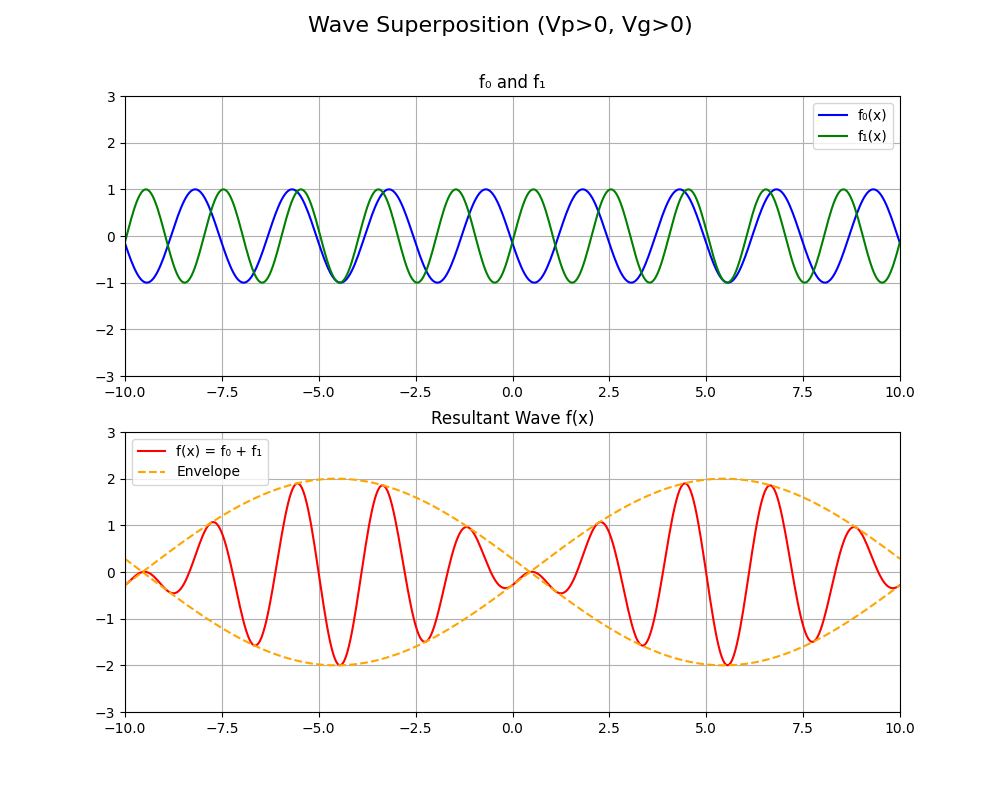 Wave Superposition (Vp>0, Vg>0)
f₀ and f₁
3
2
1
0
−1
−2
−3
f₀(x)
f₁(x)
−10.0 −7.5 −5.0 −2.5 0.0 2.5 5.0 7.5 10.0
Resultant Wave f(x)
3
2
1
0
−1
−2
−3
f(x) = f₀ + f₁
Envelope
−10.0 −7.5 −5.0 −2.5 0.0 2.5 5.0 7.5 10.0